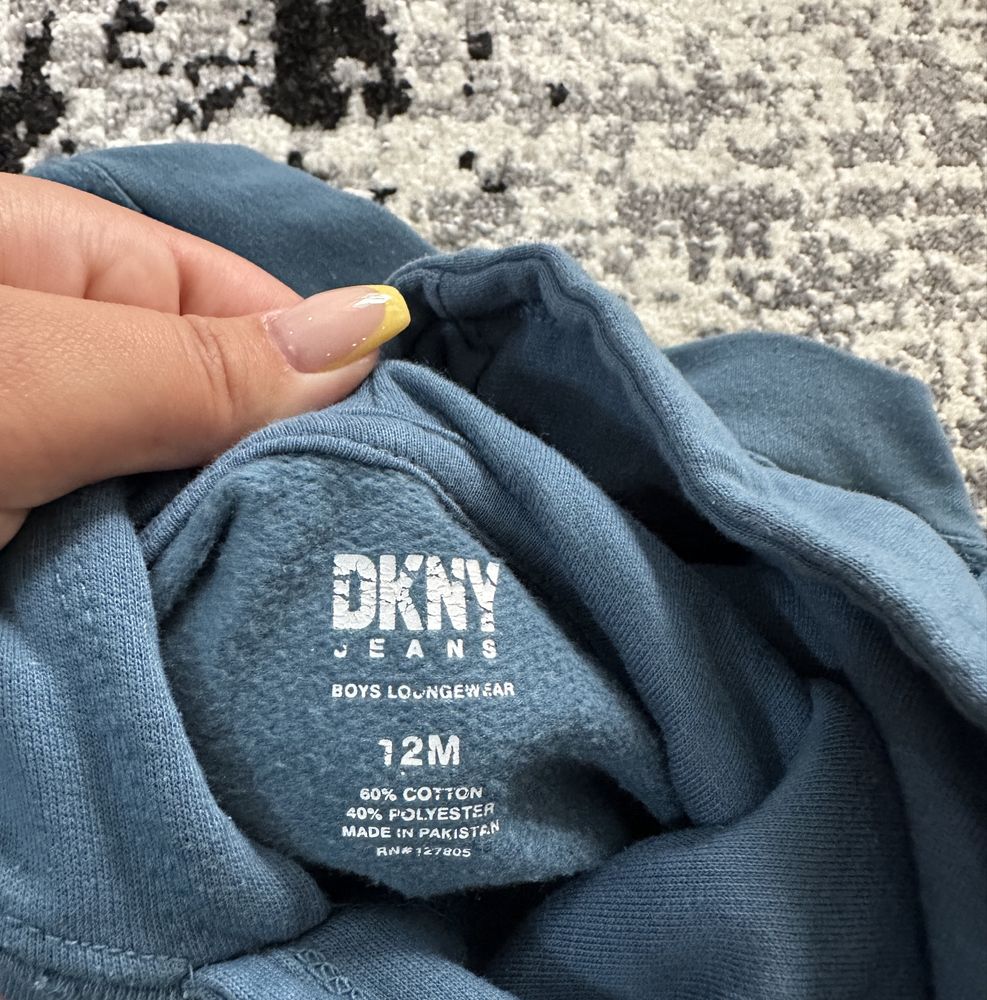 DKNY
JEANS
BOYS LOUNGEWEAR
12M
60% COTTON
40% POLYESTER
MADE IN PAKISTAN
RN# 127805